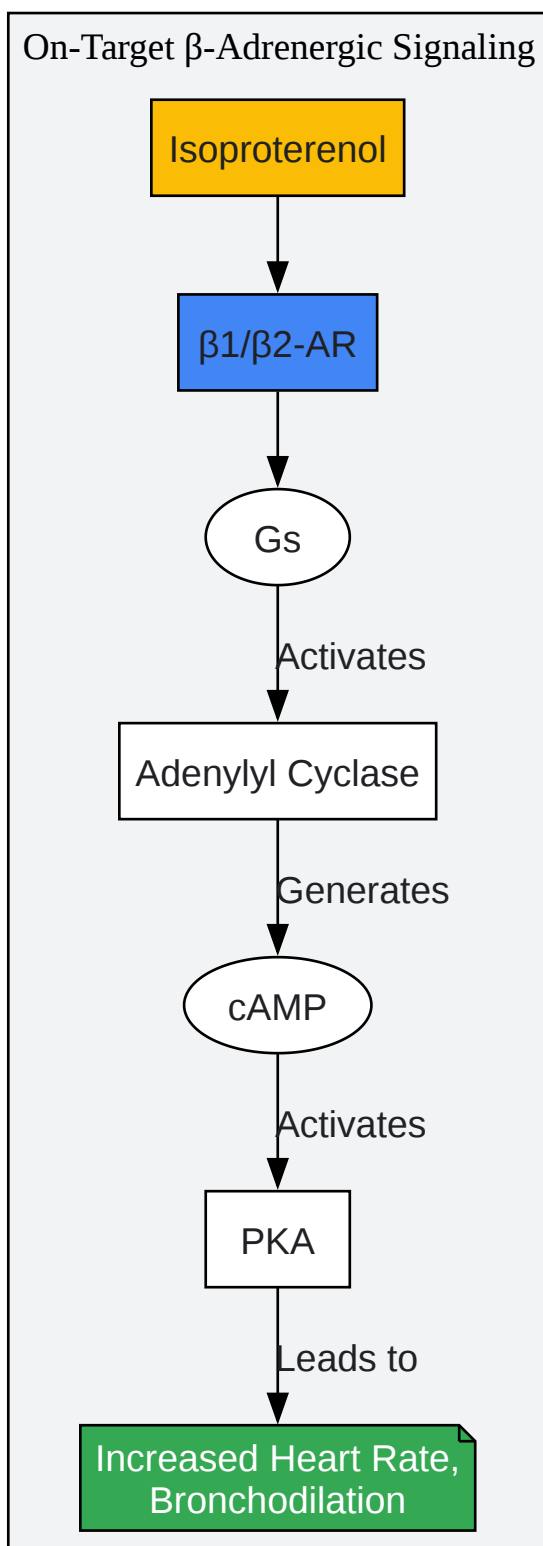 On-Target β-Adrenergic Signaling
Isoproterenol
β1/β2-AR
Gs
Activates
Adenylyl Cyclase
Generates
cAMP
Activates
PKA
Leads to
Increased Heart Rate,
Bronchodilation